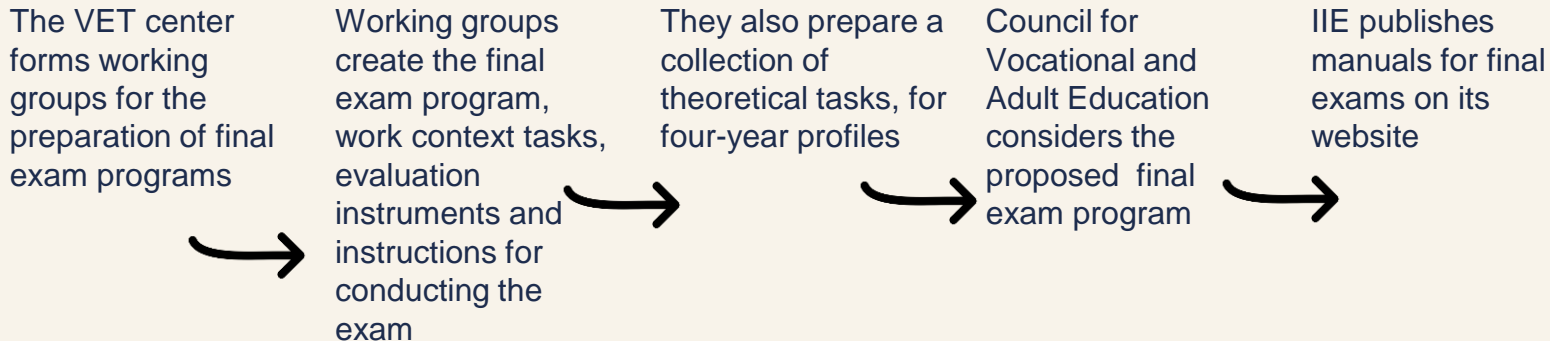 The VET center
forms working
groups for the
preparation of final
exam programs
Working groups
create the final
exam program,
work context tasks,
evaluation
instruments and
instructions for
conducting the
exam
They also prepare a
collection of
theoretical tasks, for
four-year profiles
Council for
Vocational and
Adult Education
considers the
proposed  final
exam program
IIE publishes
manuals for final
exams on its
website